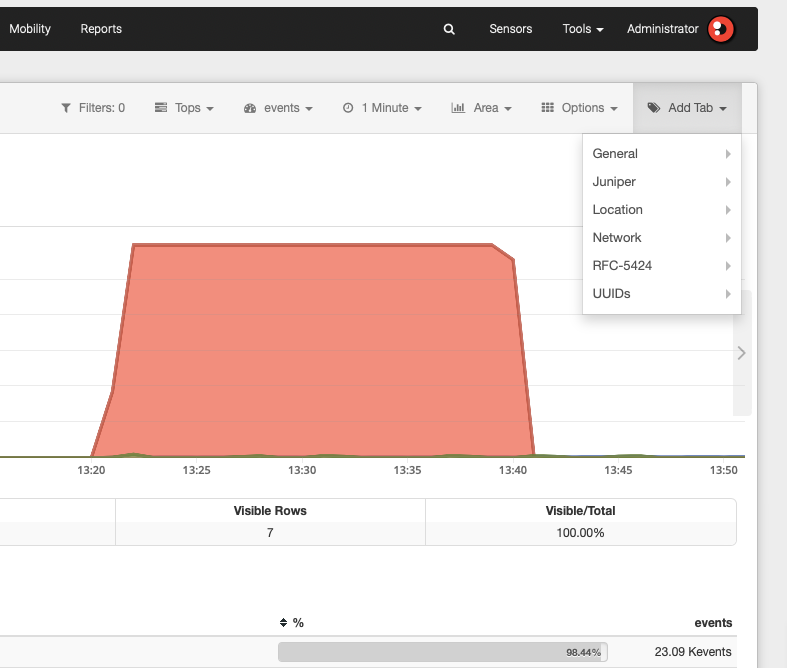 Mobility Reports Sensors Tools Administrator
Filters: 0 Tops events 1 Minute Area Options Add Tab
General
Juniper
Location
Network
RFC-5424
UUIDs
13:20 13:25 13:30 13:35 13:40 13:45 13:50
Visible Rows Visible/Total
7 100.00%
% events
98.44% 23.09 Kevents